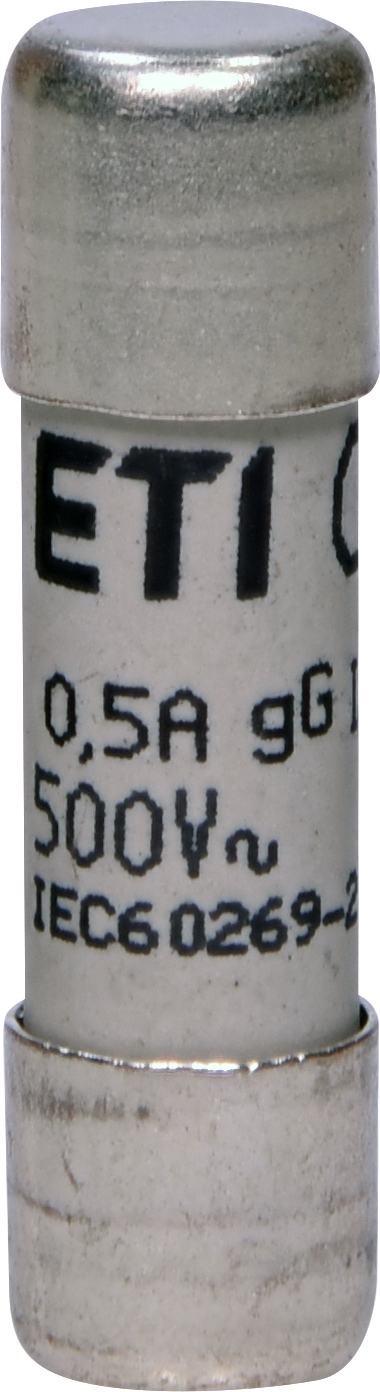 ETI
0,5A gG
500V~
IEC60269-2